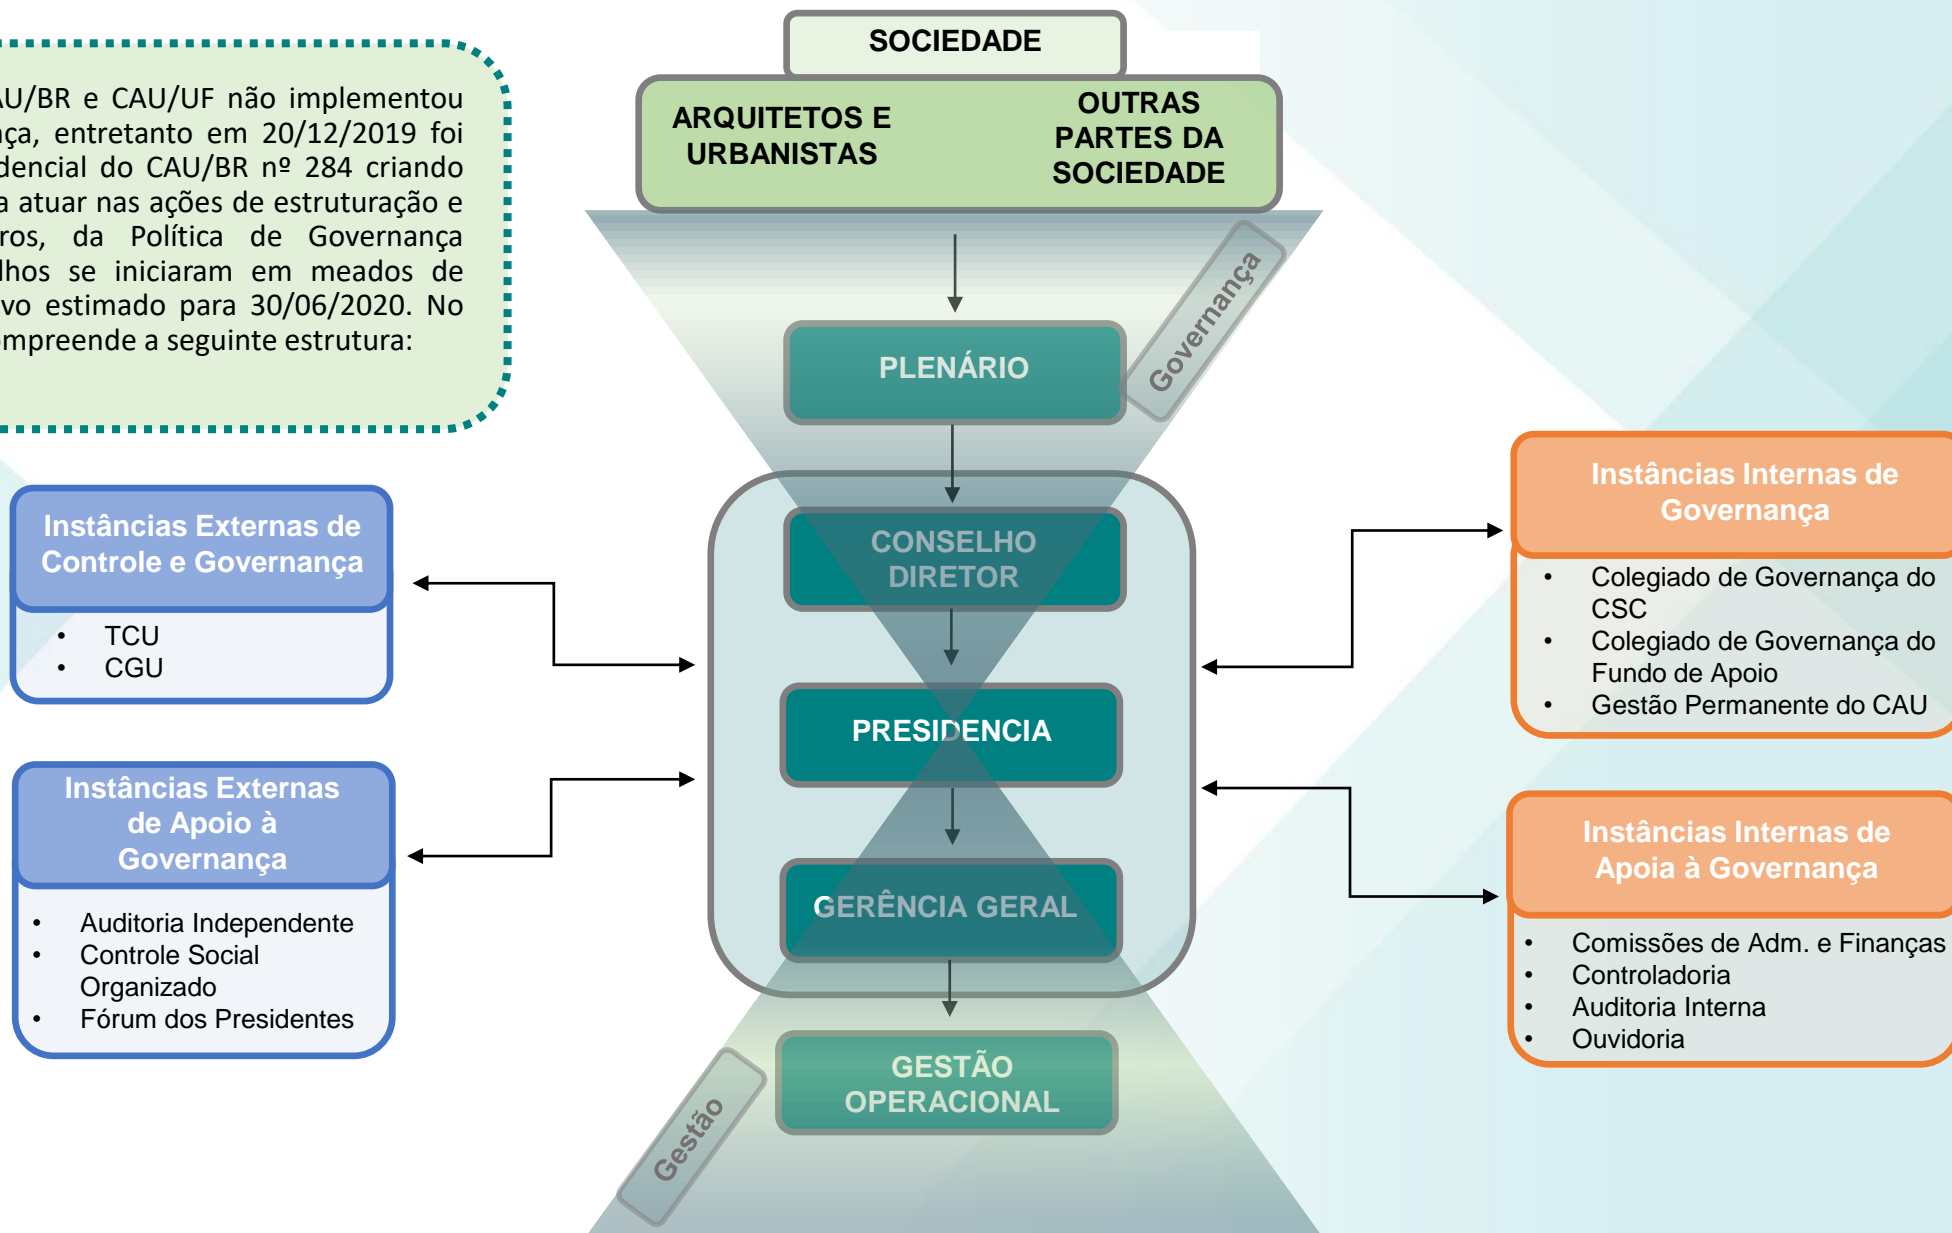 AU/BR e CAU/UF não implementou
nça, entretanto em 20/12/2019 foi
dencial do CAU/BR nº 284 criando
a atuar nas ações de estruturação e
ros, da Política de Governança
lhos se iniciaram em meados de
vo estimado para 30/06/2020. No
ompreende a seguinte estrutura:
SOCIEDADE
ARQUITETOS E
URBANISTAS
OUTRAS
PARTES DA
SOCIEDADE
Governança
PLENÁRIO
CONSELHO
DIRETOR
PRESIDENCIA
GERÊNCIA GERAL
GESTÃO
OPERACIONAL
Gestão
Instâncias Externas de
Controle e Governança
• TCU
• CGU
Instâncias Externas
de Apoio à
Governança
• Auditoria Independente
• Controle Social
Organizado
• Fórum dos Presidentes
Instâncias Internas de
Governança
• Colegiado de Governança do
CSC
• Colegiado de Governança do
Fundo de Apoio
• Gestão Permanente do CAU
Instâncias Internas de
Apoia à Governança
• Comissões de Adm. e Finanças
• Controladoria
• Auditoria Interna
• Ouvidoria